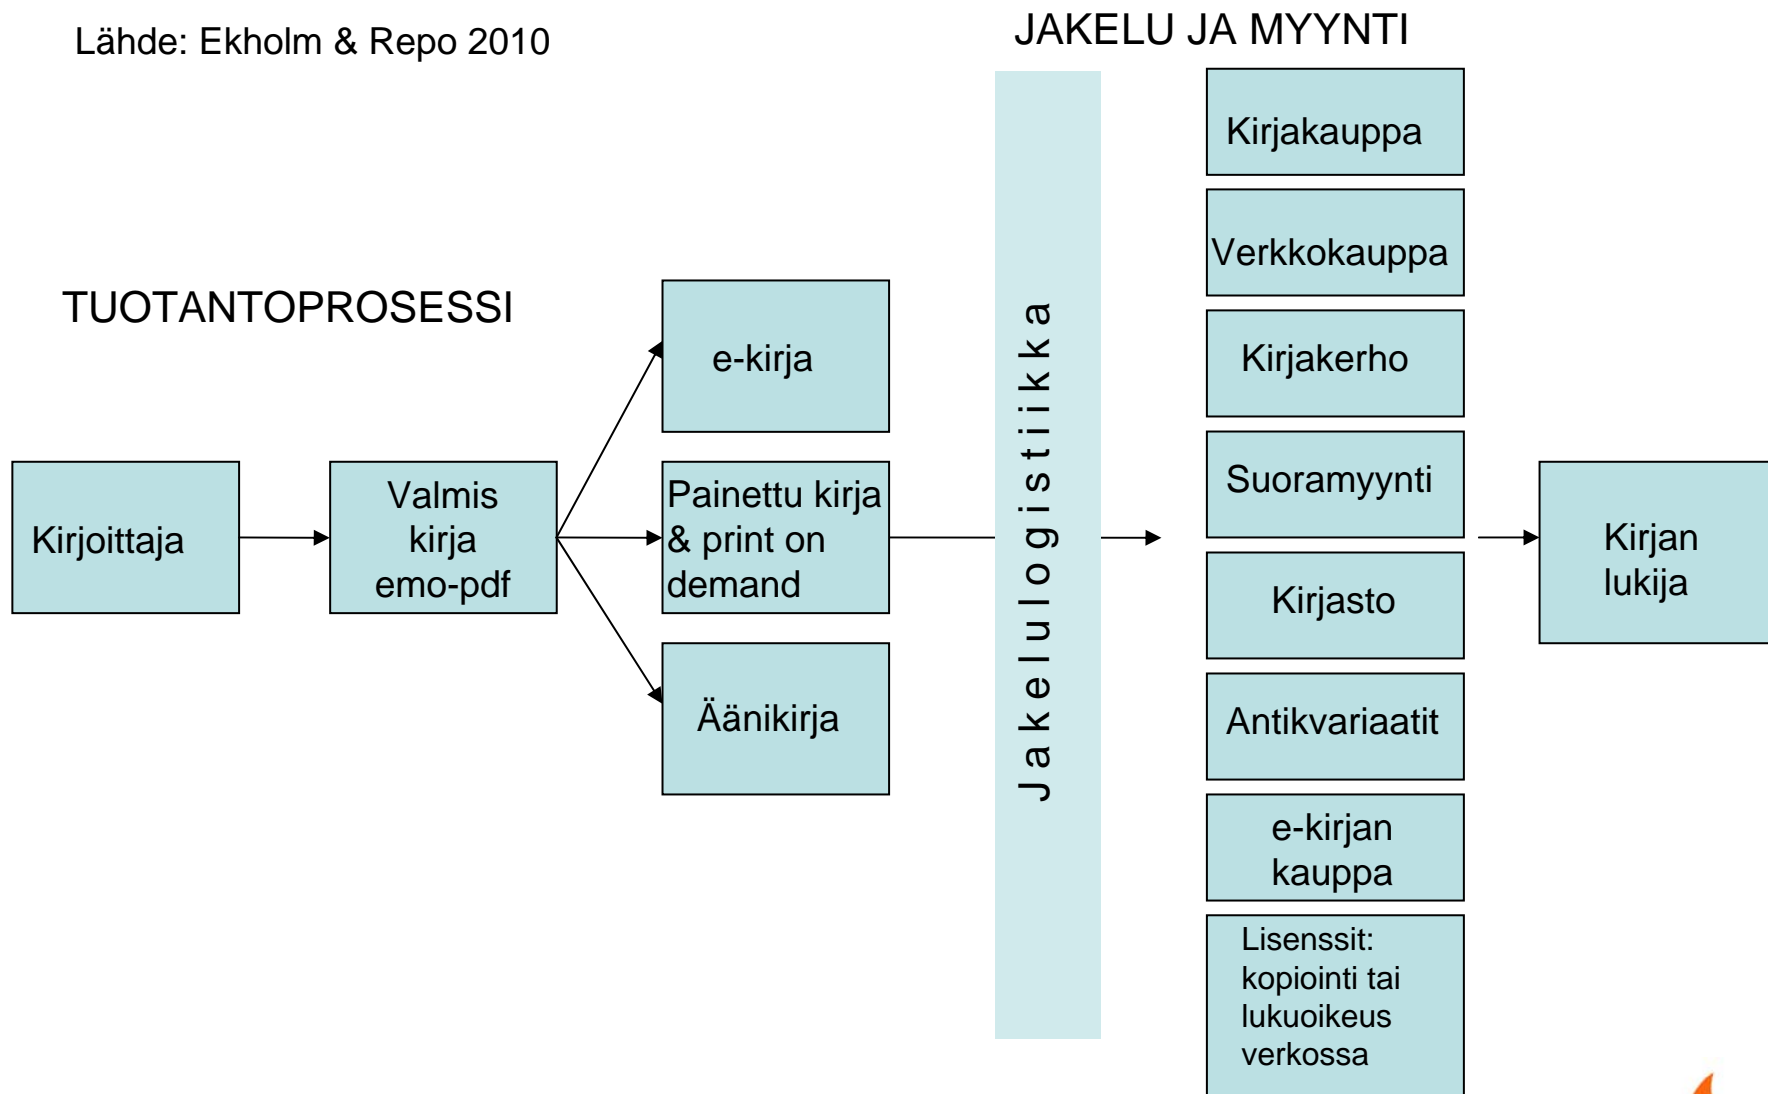 Lähde: Ekholm & Repo 2010
JAKELU JA MYYNTI
TUOTANTOPROSESSI
Kirjoittaja
Valmis
kirja
emo-pdf
e-kirja
Painettu kirja
& print on
demand
Äänikirja
Jakelulogistiikka
Kirjakauppa
Verkkokauppa
Kirjakerho
Suoramyynti
Kirjasto
Antikvariaatit
e-kirjan
kauppa
Lisenssit:
kopiointi tai
lukuoikeus
verkossa
Kirjan
lukija